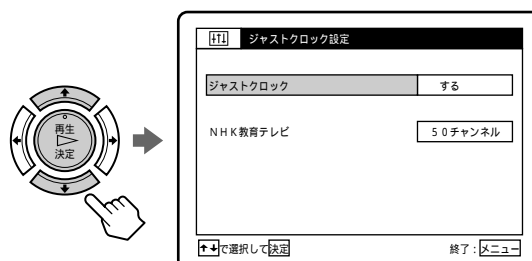 ジャストクロック設定
再生
決定
ジャストクロック する
NHK教育テレビ 50チャンネル
で選択して決定 終了:メニュー